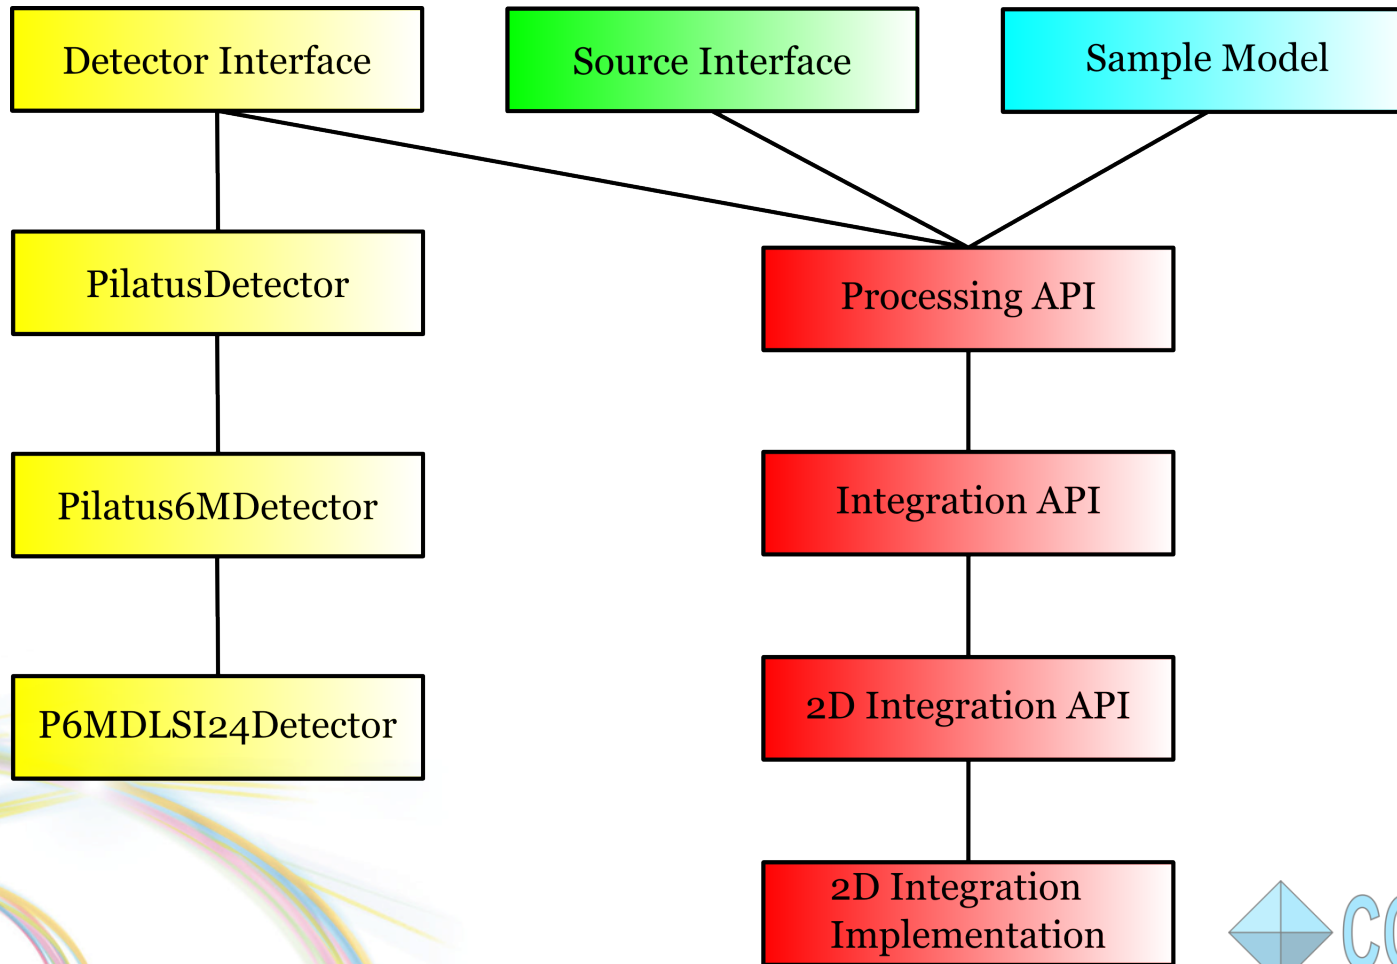 Detector Interface
Source Interface
Sample Model
PilatusDetector
Processing API
Pilatus6MDetector
Integration API
P6MDLSI24Detector
2D Integration API
2D Integration
Implementation